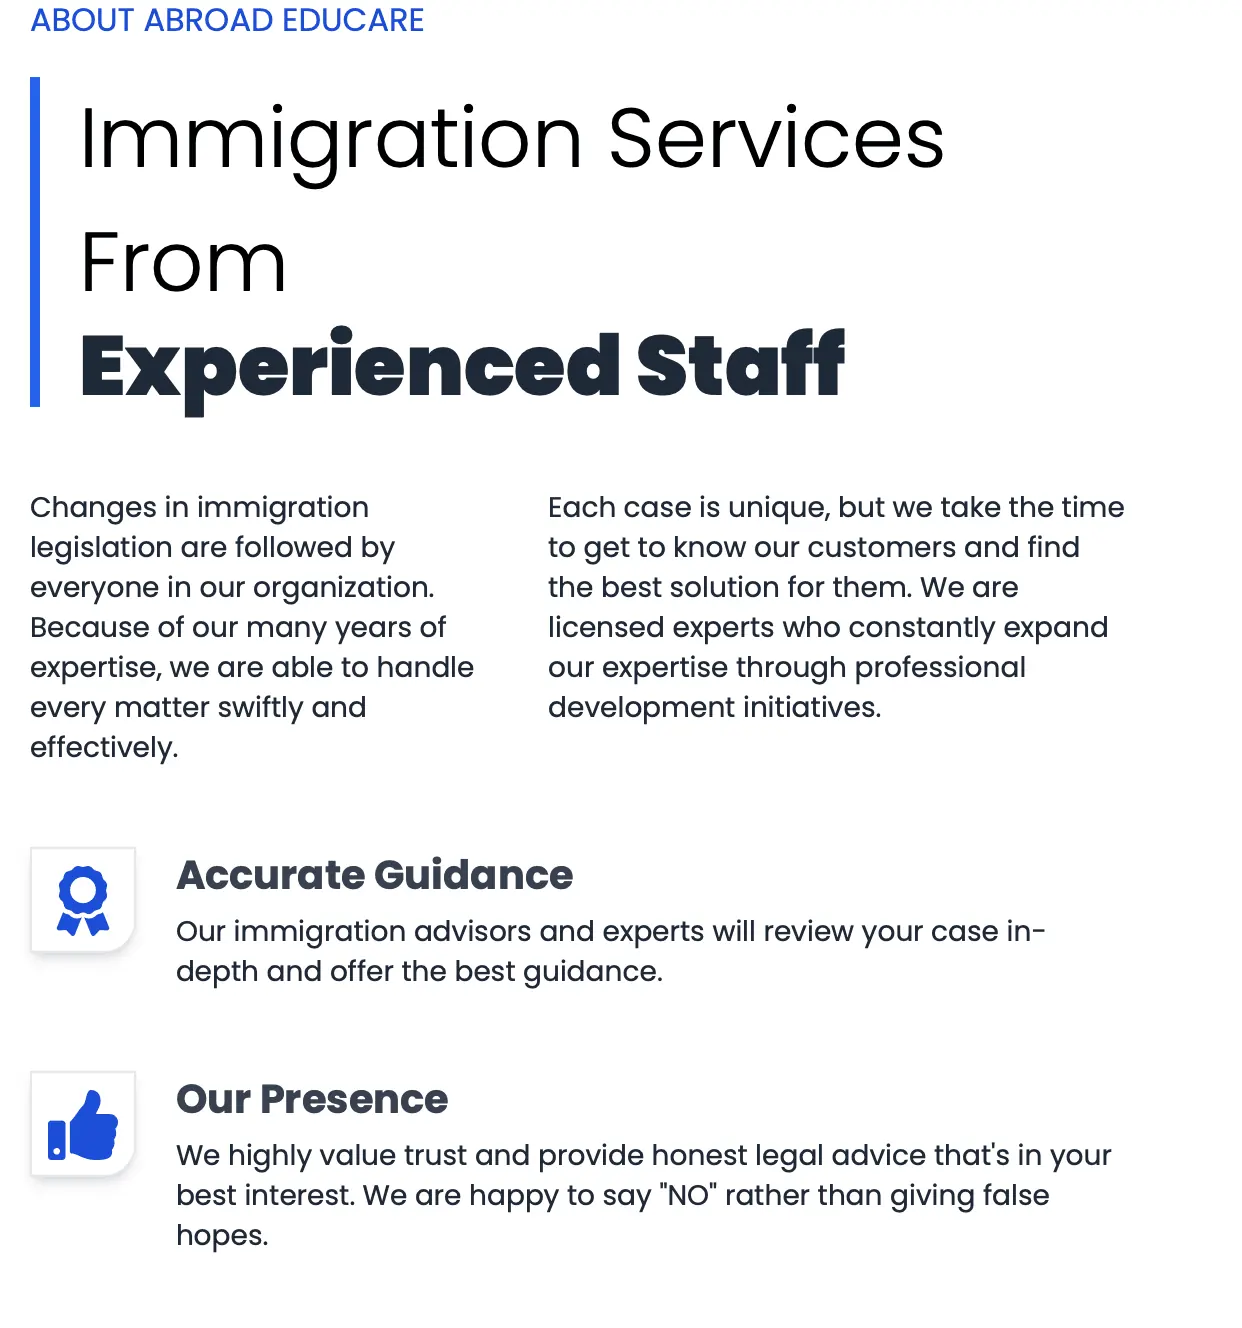 ABOUT ABROAD EDUCARE
Immigration Services
From
Experienced Staff
Changes in immigration
legislation are followed by
everyone in our organization.
Because of our many years of
expertise, we are able to handle
every matter swiftly and
effectively.
Each case is unique, but we take the time
to get to know our customers and find
the best solution for them. We are
licensed experts who constantly expand
our expertise through professional
development initiatives.
Accurate Guidance
Our immigration advisors and experts will review your case in-
depth and offer the best guidance.
Our Presence
We highly value trust and provide honest legal advice that's in your
best interest. We are happy to say "NO" rather than giving false
hopes.